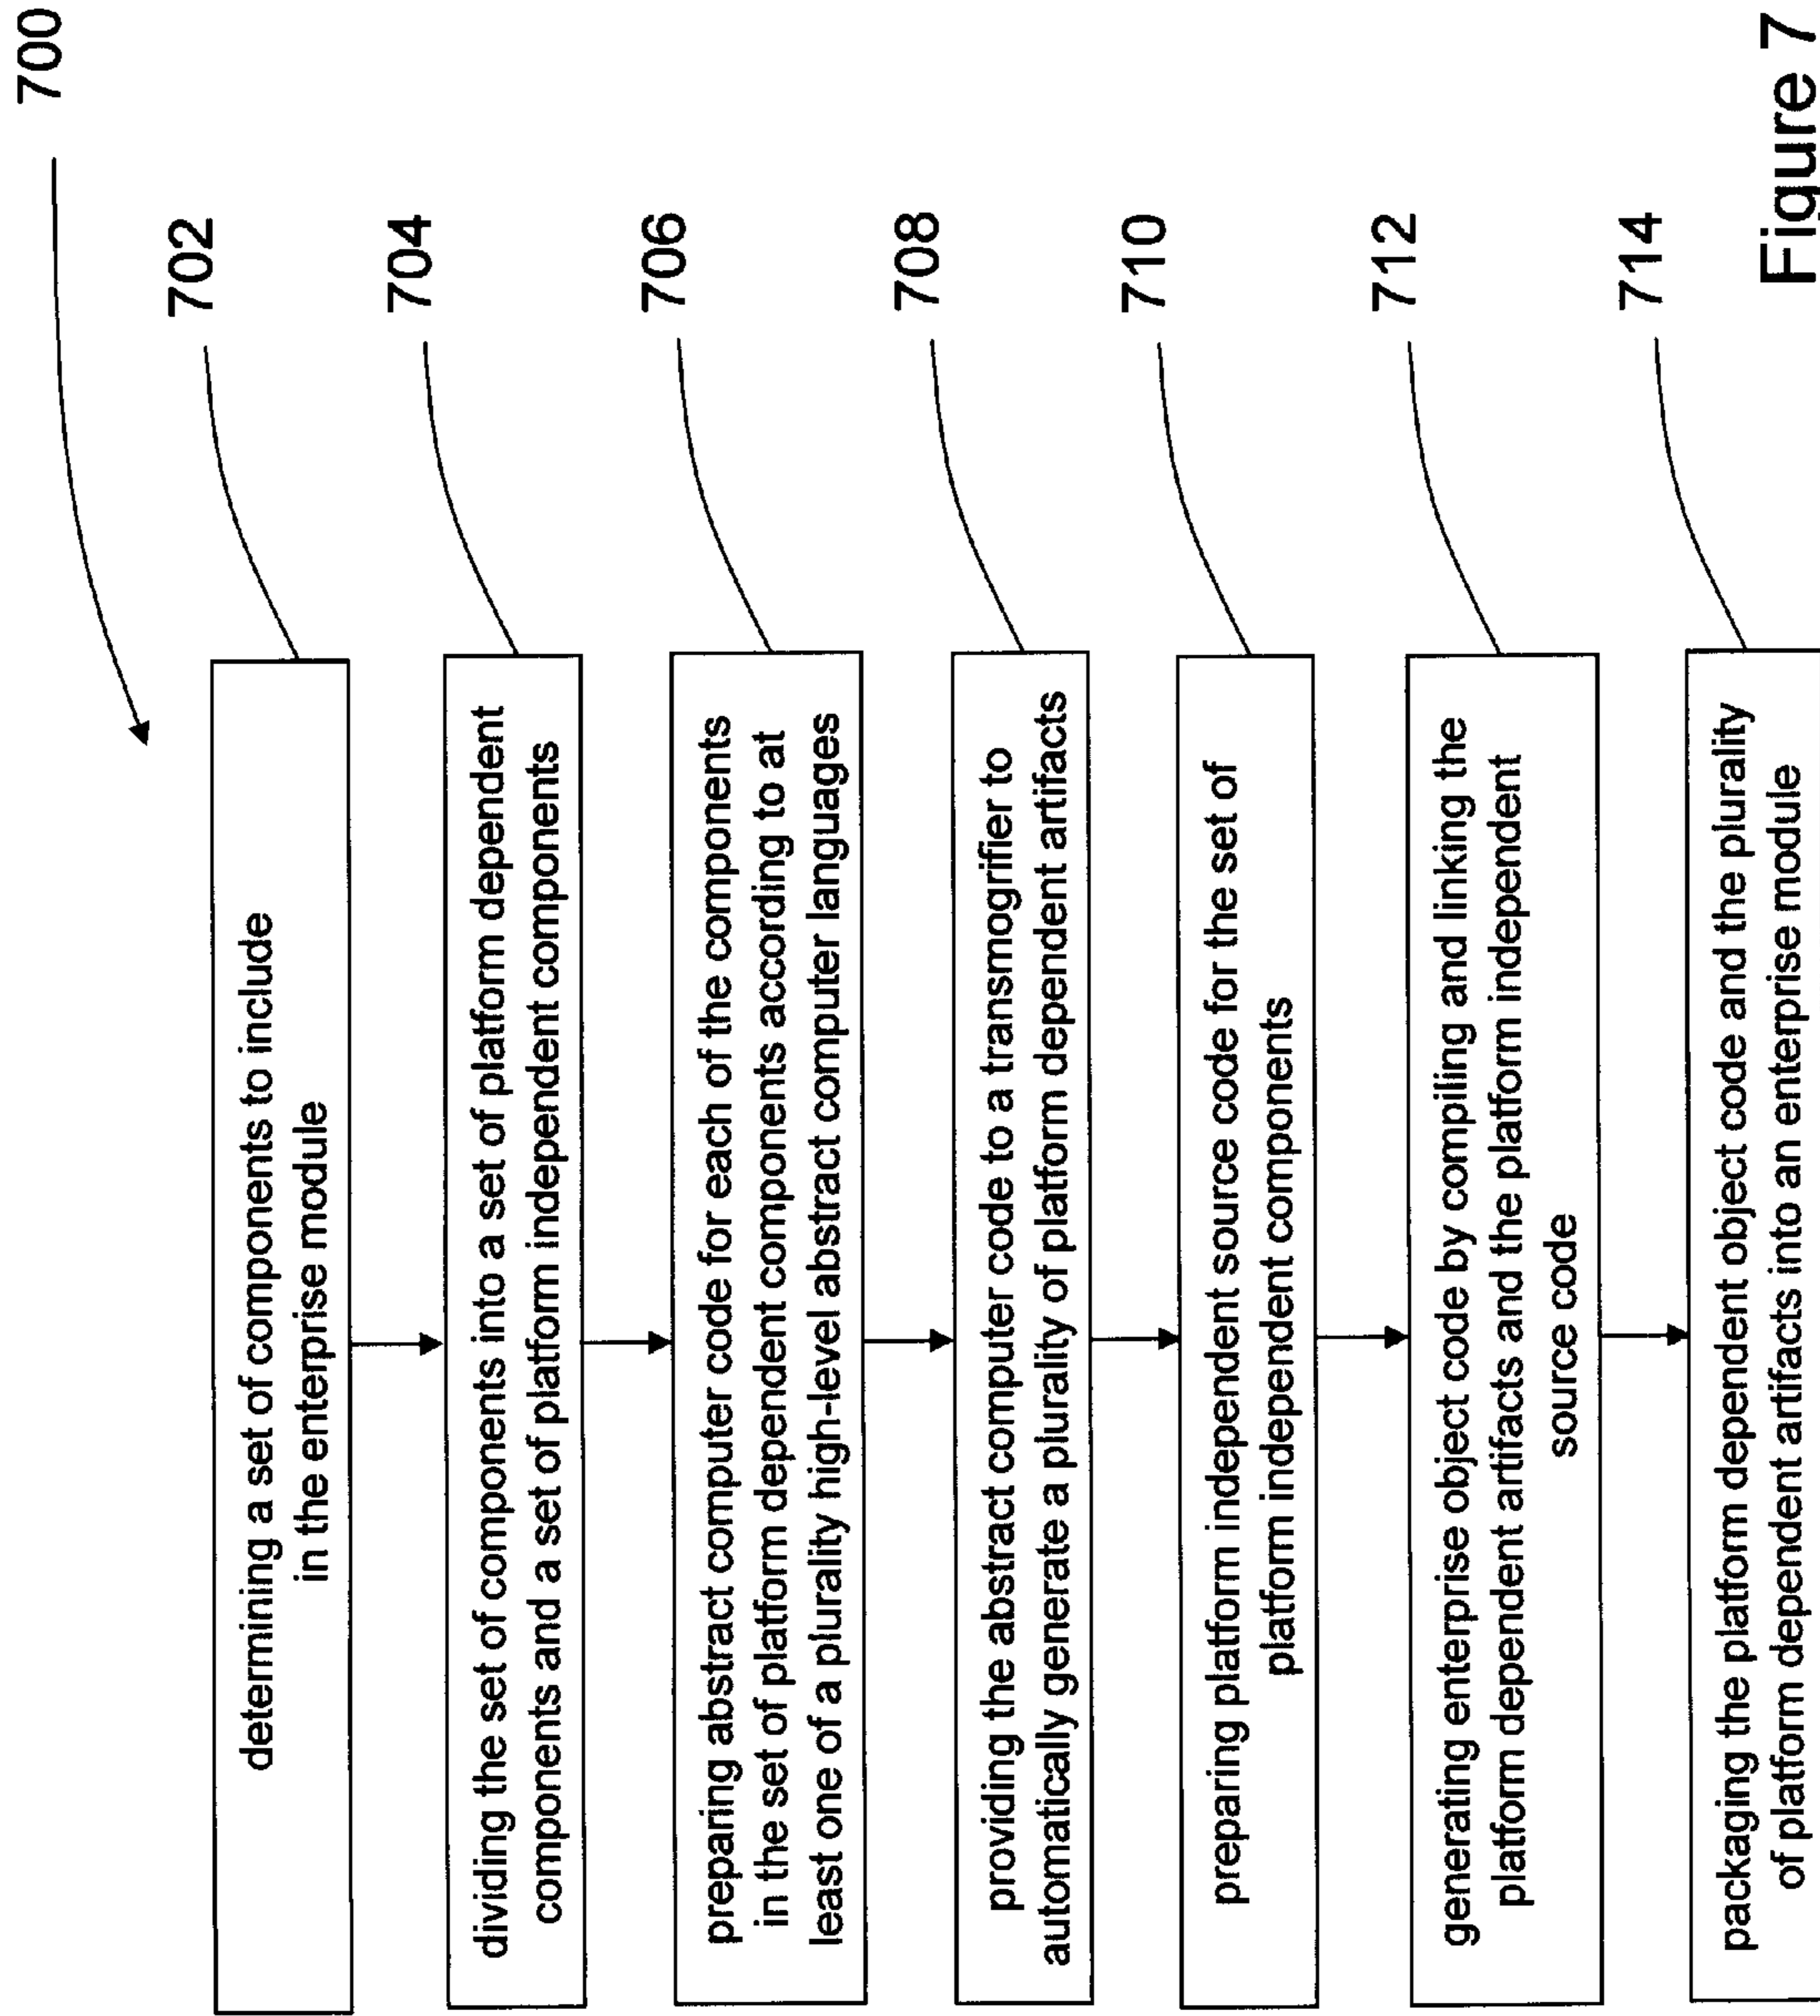 700
702
determining a set of components to include
in the enterprise module
704
dividing the set of components into a set of platform dependent
components and a set of platform independent components
706
preparing abstract computer code for each of the components
in the set of platform dependent components according to at
least one of a plurality high-level abstract computer languages
708
providing the abstract computer code to a transmogrifier to
automatically generate a plurality of platform dependent artifacts
710
preparing platform independent source code for the set of
platform independent components
712
generating enterprise object code by compiling and linking the
platform dependent artifacts and the platform independent
source code
714
packaging the platform dependent object code and the plurality
of platform dependent artifacts into an enterprise module
Figure 7